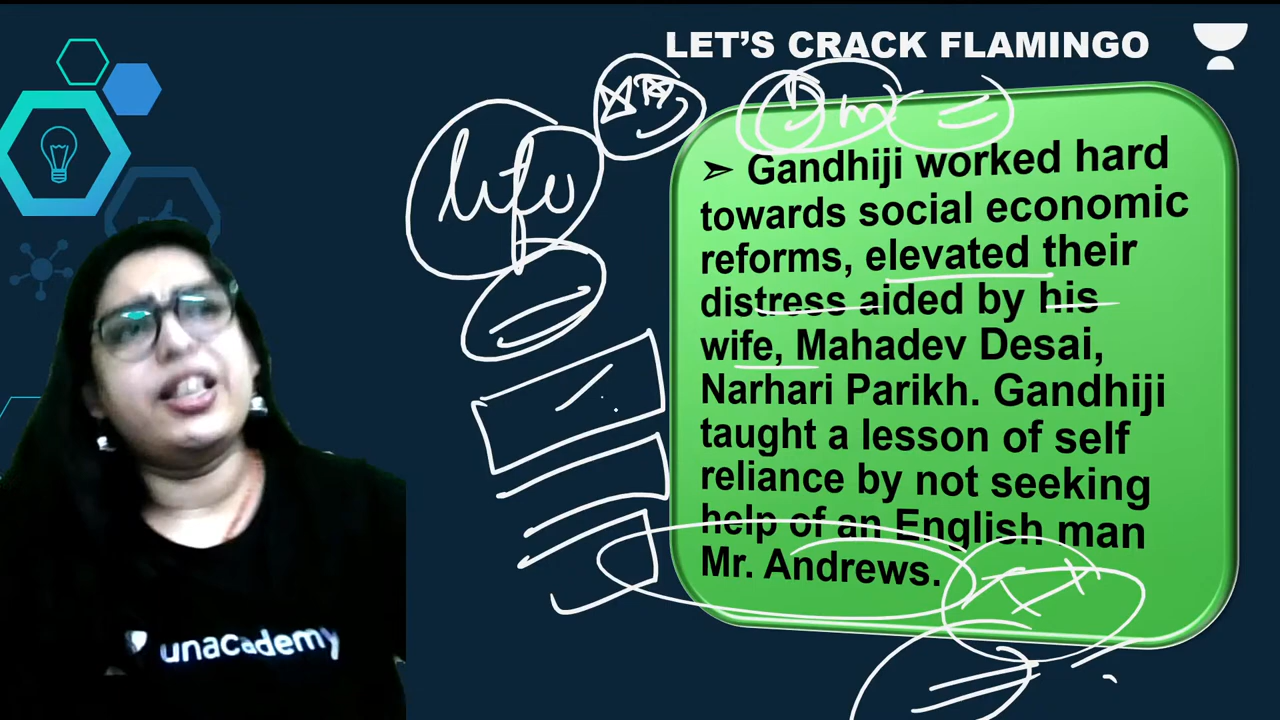 LET'S CRACK FLAMINGO
life
➢ Gandhiji worked hard
towards social economic
reforms, elevated their
distress aided by his
wife, Mahadev Desai,
Narhari Parikh. Gandhiji
taught a lesson of self
reliance by not seeking
help of an English man
Mr. Andrews.
unacademy